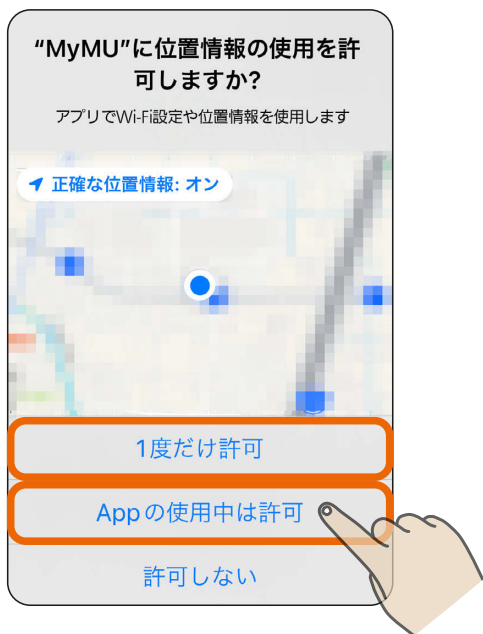 “MyMU”に位置情報の使用を許
可しますか?
アプリでWi-Fi設定や位置情報を使用します
正確な位置情報: オン
1度だけ許可
Appの使用中は許可
許可しない